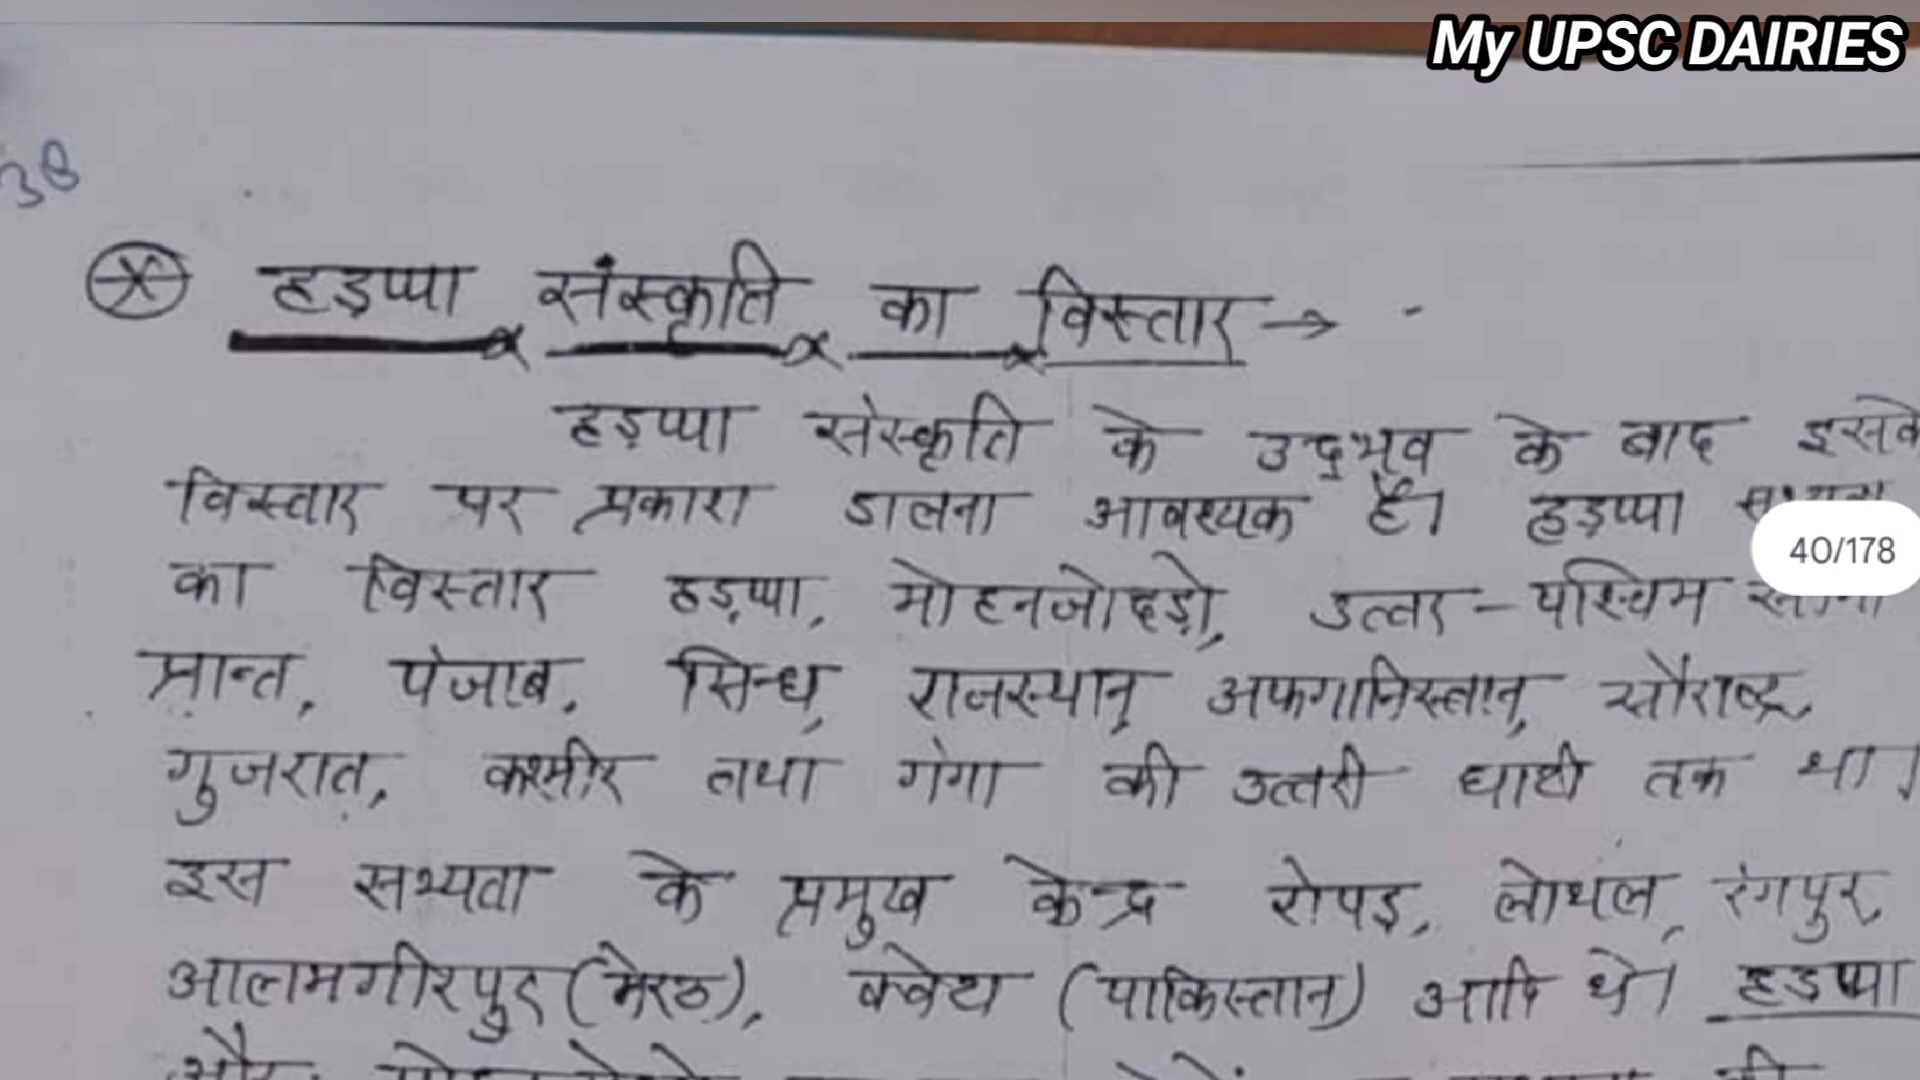 My UPSC DAIRIES
38
हड़प्पा संस्कृति का विस्तार →
हड़प्पा संस्कृति के उद्भव के बाद इसके
विस्तार पर प्रकाश डालना आवश्यक है। हड़प्पा
40/178
का विस्तार हड़प्पा, मोहनजोदड़ो, उत्तर-पश्चिम
प्रान्त, पंजाब, सिन्ध, राजस्थान, अफगानिस्तान, सौराष्ट्र,
गुजरात, कश्मीर तथा गंगा की उत्तरी घाटी तक था।
इस सभ्यता के प्रमुख केन्द्र रोपड़, लोथल, रंगपुर,
आलमगीरपुर (मेरठ), क्वेटा (पाकिस्तान) आदि थे। हडप्पा
और